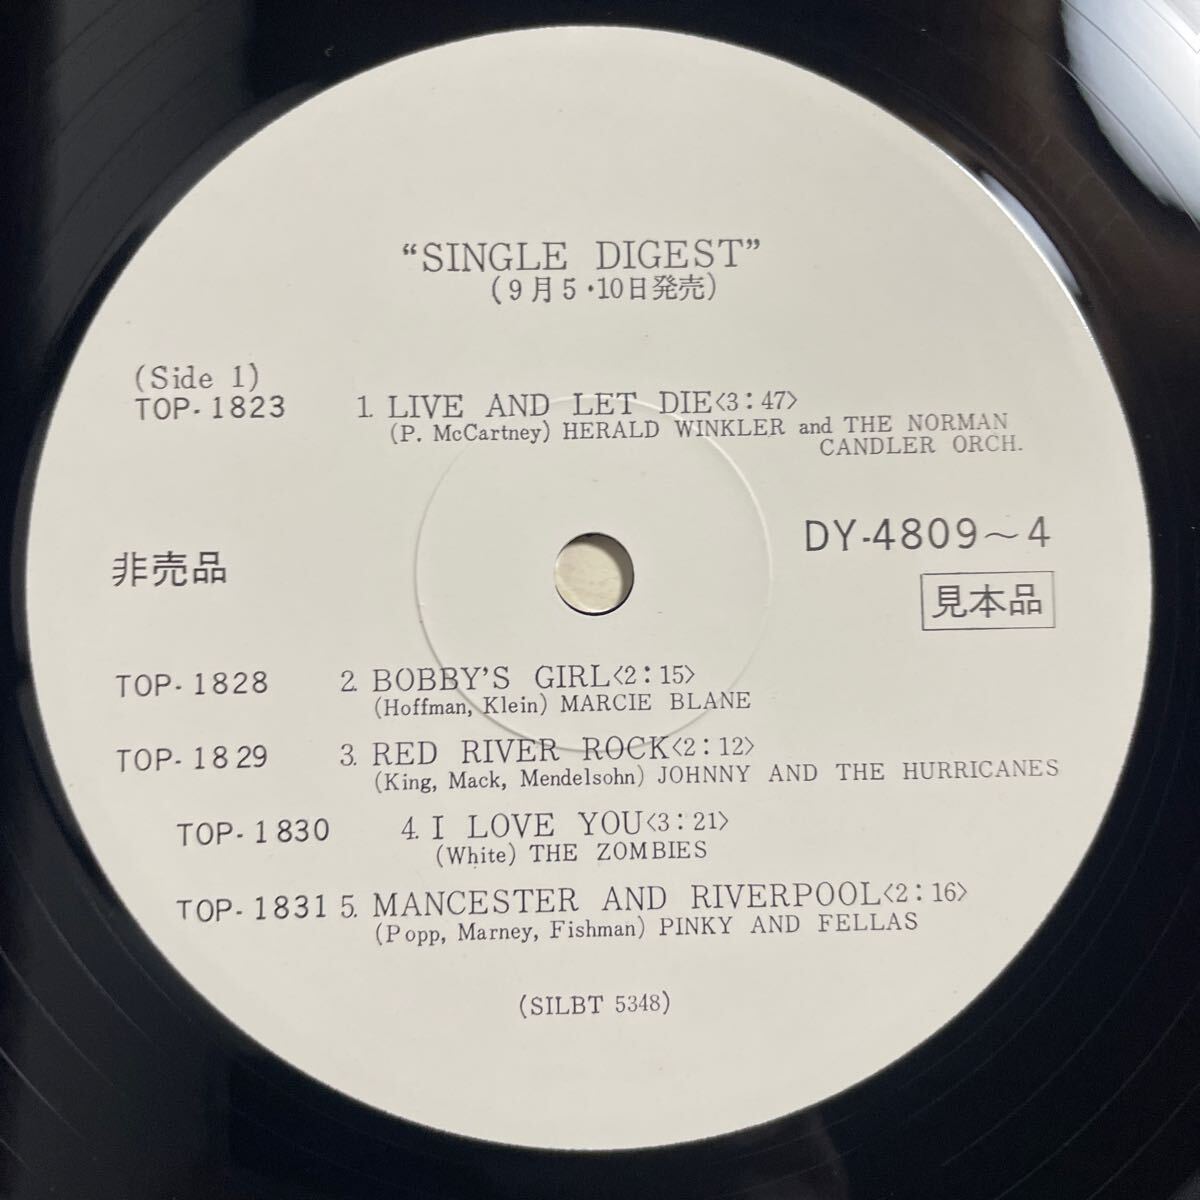 “SINGLE DIGEST”
(9月5・10日発売)
(Side 1)
TOP-1823 1. LIVE AND LET DIE<3:47>
(P. McCartney) HERALD WINKLER and THE NORMAN
CANDLER ORCH.
DY-4809～4
非売品
見本品
TOP-1828 2. BOBBY'S GIRL<2:15>
(Hoffman, Klein) MARCIE BLANE
TOP-1829 3. RED RIVER ROCK<2:12>
(King, Mack, Mendelsohn) JOHNNY AND THE HURRICANES
TOP-1830 4. I LOVE YOU<3:21>
(White) THE ZOMBIES
TOP-1831 5. MANCESTER AND RIVERPOOL<2:16>
(Popp, Marney, Fishman) PINKY AND FELLAS
(SILBT 5348)